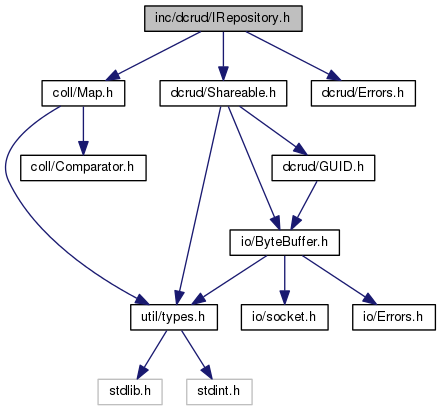 inc/dcrud/IRepository.h
coll/Map.h
dcrud/Shareable.h
dcrud/Errors.h
coll/Comparator.h
dcrud/GUID.h
io/ByteBuffer.h
util/types.h
io/socket.h
io/Errors.h
stdlib.h
stdint.h